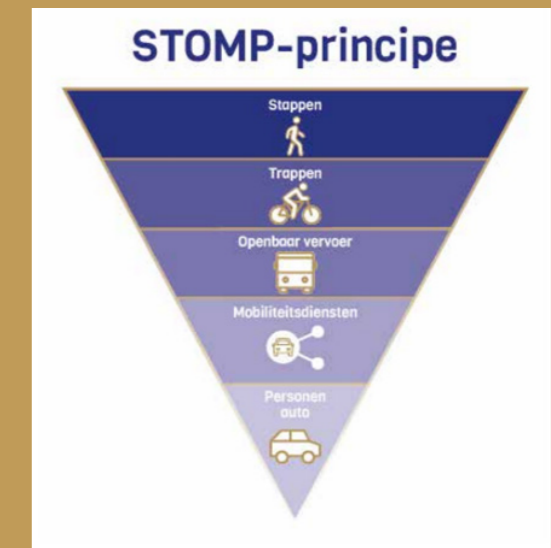 STOMP-principe
Stappen
Trappen
Openbaar vervoer
Mobiliteitsdiensten
Personen
auto